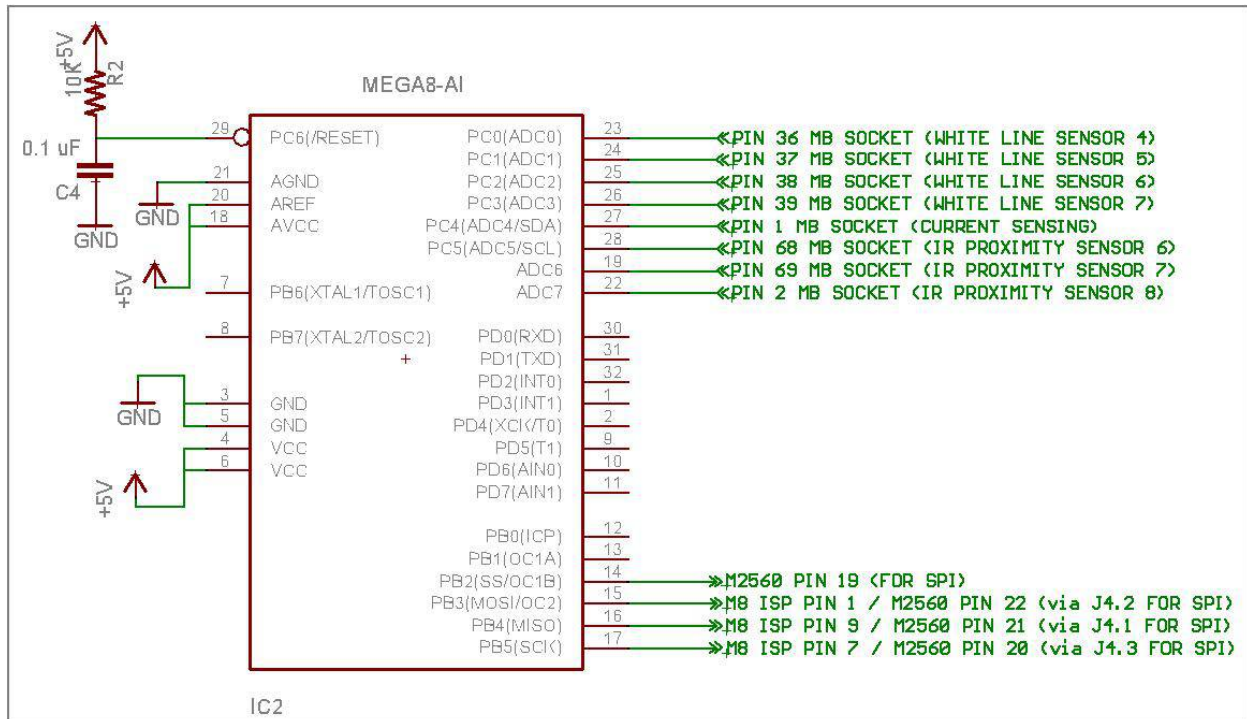 +5V
10K
R2
0.1 uF
C4
GND
MEGA8-AI
29 PC6(/RESET)
21 AGND
GND
20 AREF
18 AVCC
+5V
7 PB6(XTAL1/TOSC1)
8 PB7(XTAL2/TOSC2)
3 GND
GND
5 GND
4 VCC
6 VCC
+5V
PC0(ADC0) 23 PIN 36 MB SOCKET (WHITE LINE SENSOR 4)
PC1(ADC1) 24 PIN 37 MB SOCKET (WHITE LINE SENSOR 5)
PC2(ADC2) 25 PIN 38 MB SOCKET (WHITE LINE SENSOR 6)
PC3(ADC3) 26 PIN 39 MB SOCKET (WHITE LINE SENSOR 7)
PC4(ADC4/SDA) 27 PIN 1 MB SOCKET (CURRENT SENSING)
PC5(ADC5/SCL) 28 PIN 68 MB SOCKET (IR PROXIMITY SENSOR 6)
ADC6 19 PIN 69 MB SOCKET (IR PROXIMITY SENSOR 7)
ADC7 22 PIN 2 MB SOCKET (IR PROXIMITY SENSOR 8)
PD0(RXD) 30
PD1(TXD) 31
PD2(INT0) 32
PD3(INT1) 1
PD4(XCK/T0) 2
PD5(T1) 9
PD6(AIN0) 10
PD7(AIN1) 11
PB0(ICP) 12
PB1(OC1A) 13
PB2(SS/OC1B) 14 M2560 PIN 19 (FOR SPI)
PB3(MOSI/OC2) 15 M8 ISP PIN 1 / M2560 PIN 22 (via J4.2 FOR SPI)
PB4(MISO) 16 M8 ISP PIN 9 / M2560 PIN 21 (via J4.1 FOR SPI)
PB5(SCK) 17 M8 ISP PIN 7 / M2560 PIN 20 (via J4.3 FOR SPI)
IC2